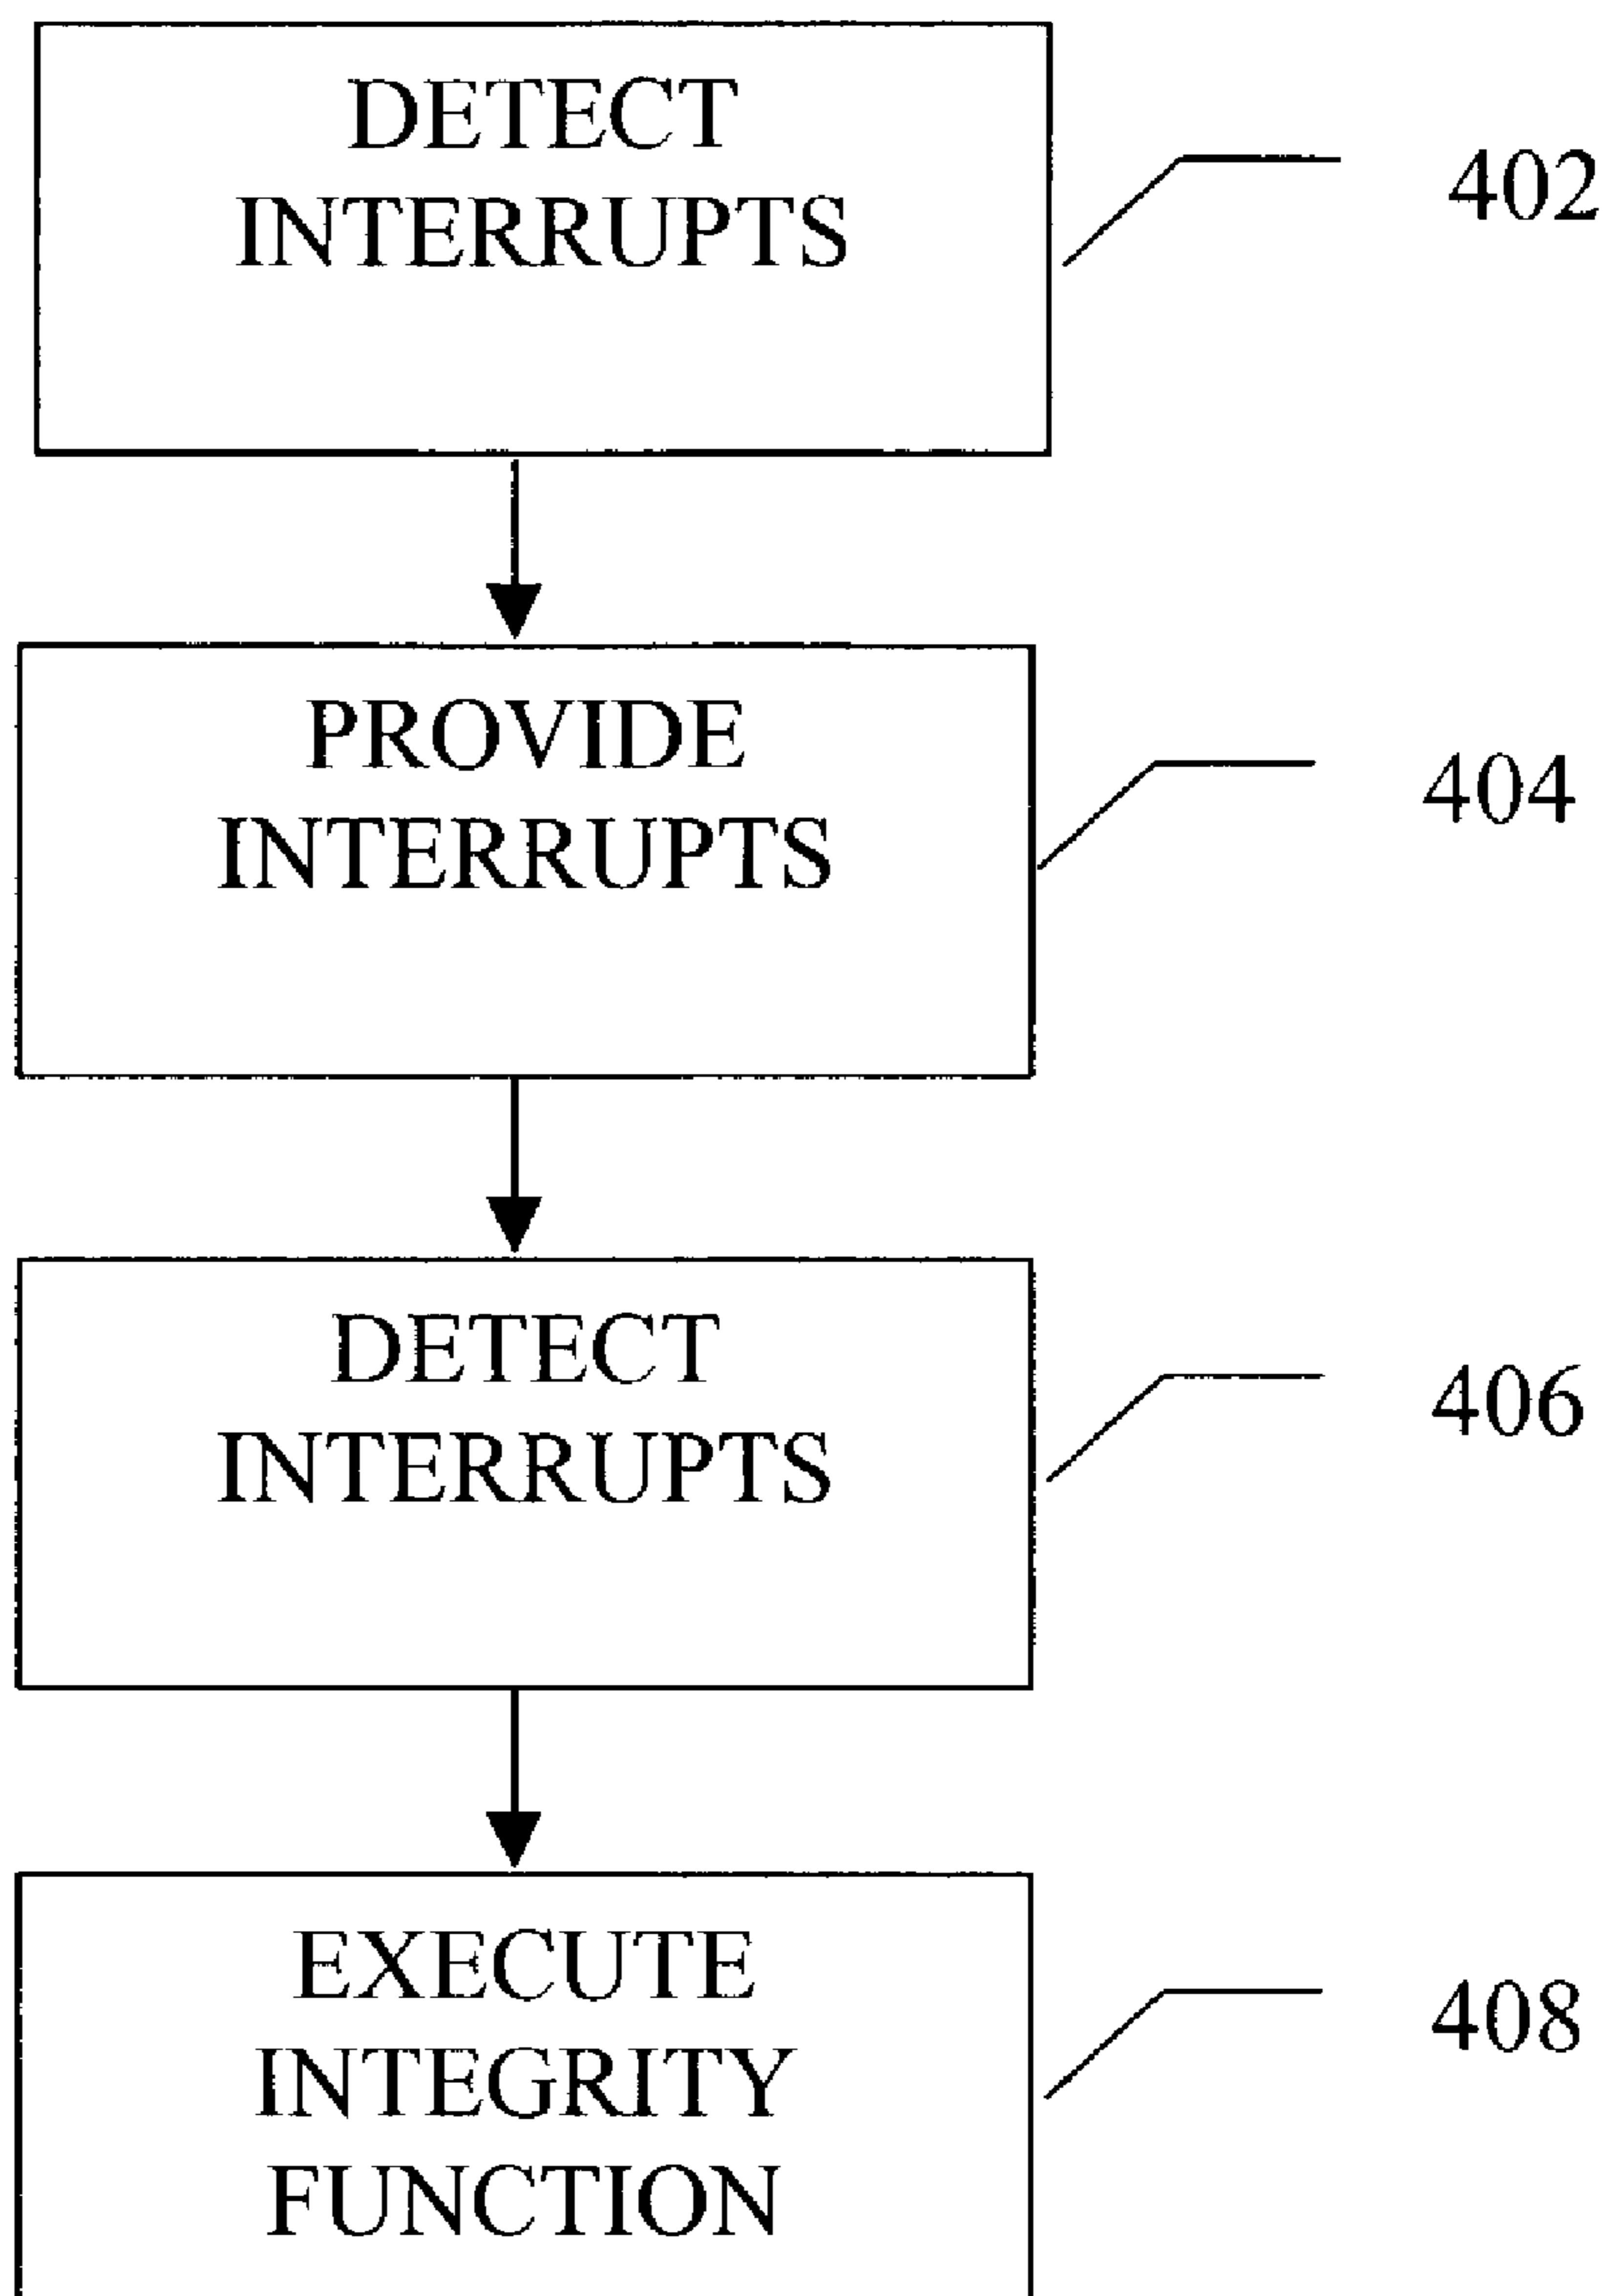 DETECT
INTERRUPTS
402
PROVIDE
INTERRUPTS
404
DETECT
INTERRUPTS
406
EXECUTE
INTEGRITY
FUNCTION
408